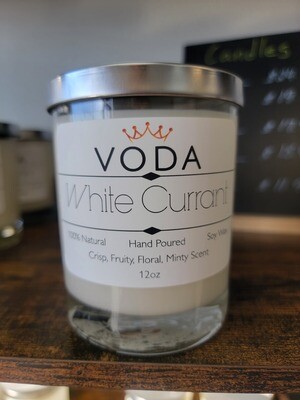 Candles
VODA
White Currant
100% Natural Hand Poured Soy Wax
Crisp, Fruity, Floral, Minty Scent
12oz